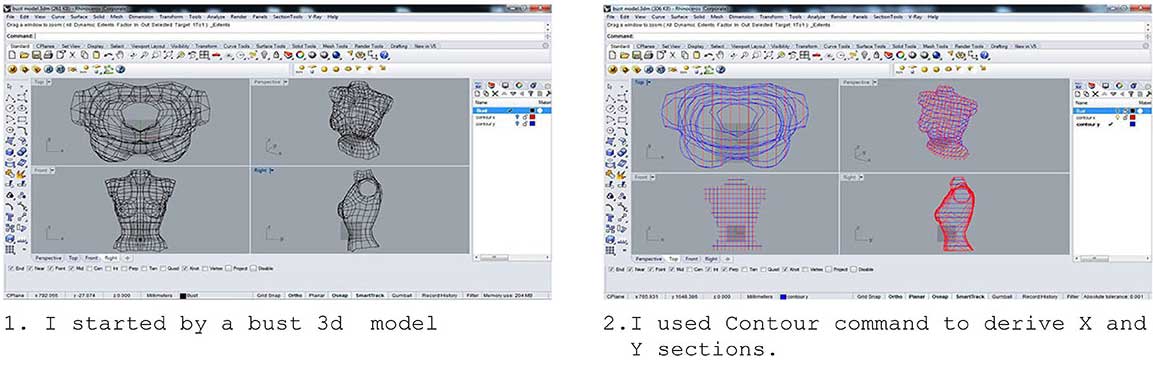 bust model.3dm (261 KB) - Rhinoceros Corporate
File Edit View Curve Surface Solid Mesh Dimension Transform Tools Analyze Render Panels Bongo SectionTools V-Ray Help
Drag a window to zoom ( All Dynamic Extents Factor In Out Selected Target 1To1 ): _Extents
Command:
Standard CPlanes Set View Display Select Viewport Layout Visibility Transform Curve Tools Surface Tools Solid Tools Mesh Tools Render Tools Drafting New in V5
Top
Perspective
Name Mater
Bust
contour x
contour y
Front
Right
Perspective Top Front Right
End Near Point Mid Cen Int Perp Tan Quad Knot Vertex Project Disable
CPlane z 0.000 Millimeters Bust Grid Snap Ortho Planar Osnap SmartTrack Gumball Record History Filter Memory use: 204 MB
1. I started by a bust 3d model
bust model.3dm (306 KB) - Rhinoceros Corporate
File Edit View Curve Surface Solid Mesh Dimension Transform Tools Analyze Render Panels Bongo SectionTools V-Ray Help
Drag a window to zoom ( All Dynamic Extents Factor In Out Selected Target 1To1 ): _Extents
Command:
Standard CPlanes Set View Display Select Viewport Layout Visibility Transform Curve Tools Surface Tools Solid Tools Mesh Tools Render Tools Drafting New in V5
Top
Perspective
Name Materi
Bust
contour x
contour y
Front
Right
Perspective Top Front Right
End Near Point Mid Cen Int Perp Tan Quad Knot Vertex Project Disable
CPlane z 0.000 Millimeters contour y Grid Snap Ortho Planar Osnap SmartTrack Gumball Record History Filter Absolute tolerance: 0.001
2.I used Contour command to derive X and
Y sections.